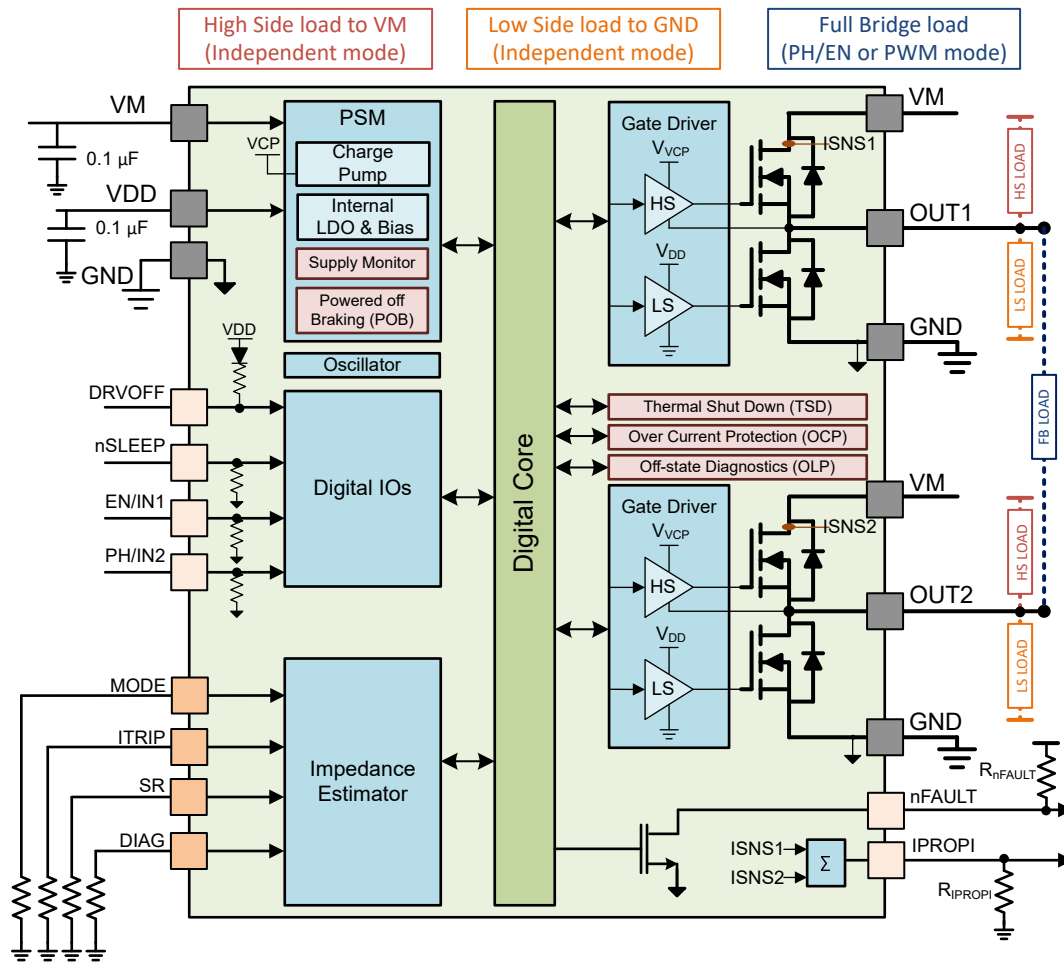 High Side load to VM
(Independent mode)
Low Side load to GND
(Independent mode)
Full Bridge load
(PH/EN or PWM mode)
VM
0.1 µF
VDD
0.1 µF
GND
PSM
VCP
Charge
Pump
Internal
LDO & Bias
Supply Monitor
Powered off
Braking (POB)
Oscillator
VDD
DRVOFF
nSLEEP
EN/IN1
PH/IN2
Digital IOs
MODE
ITRIP
SR
DIAG
Impedance
Estimator
Digital Core
Gate Driver
VVCP
HS
VDD
LS
ISNS1
VM
OUT1
GND
HS LOAD
LS LOAD
FB LOAD
Thermal Shut Down (TSD)
Over Current Protection (OCP)
Off-state Diagnostics (OLP)
Gate Driver
VVCP
HS
VDD
LS
ISNS2
VM
OUT2
GND
HS LOAD
LS LOAD
RnFAULT
nFAULT
ISNS1
ISNS2
Σ
IPROPI
RIPROPI